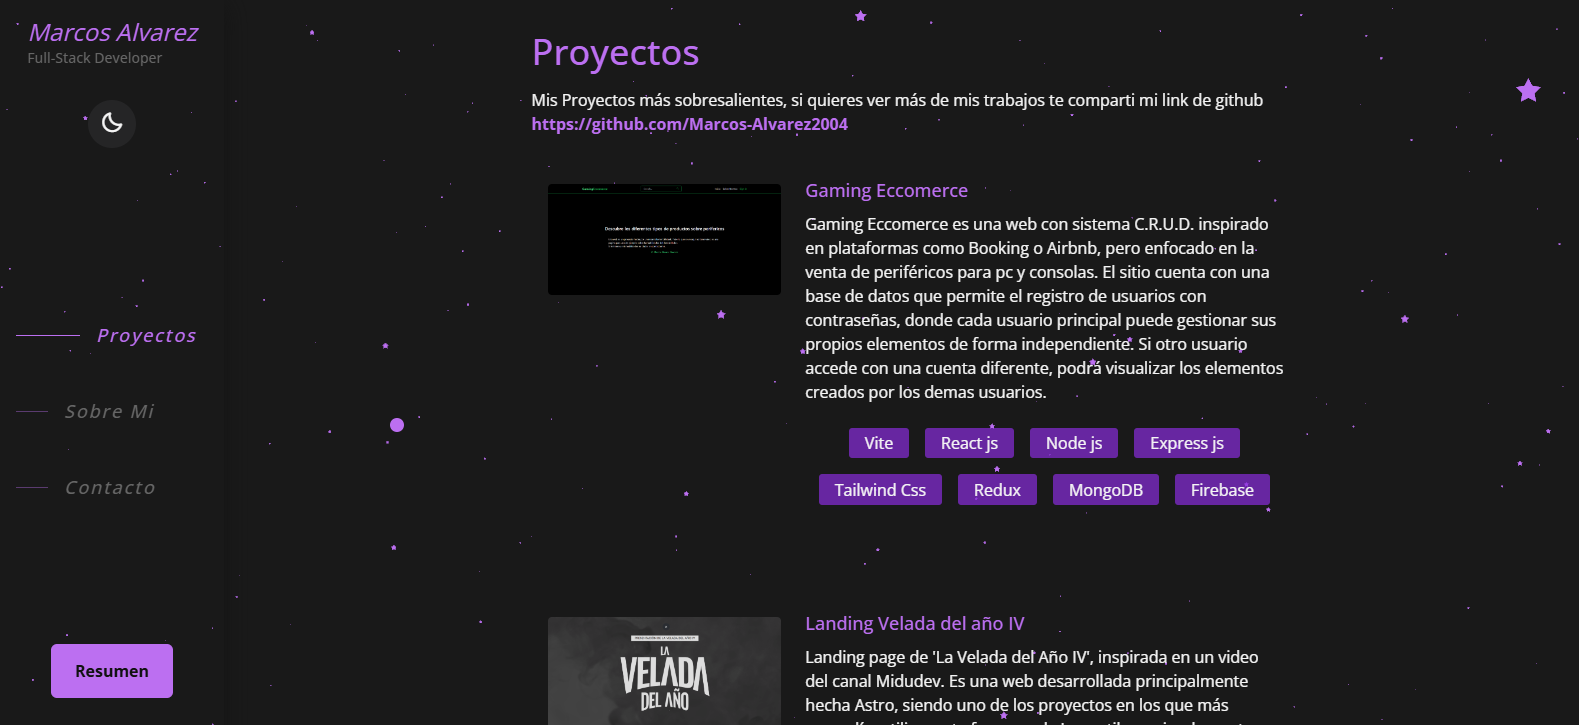 Marcos Alvarez
Full-Stack Developer
Proyectos
Sobre Mi
Contacto
Resumen
Proyectos
Mis Proyectos más sobresalientes, si quieres ver más de mis trabajos te comparti mi link de github
https://github.com/Marcos-Alvarez2004
Descubre los diferentes tipos de productos sobre periféricos
Gaming Eccomerce
Gaming Eccomerce es una web con sistema C.R.U.D. inspirado
en plataformas como Booking o Airbnb, pero enfocado en la
venta de periféricos para pc y consolas. El sitio cuenta con una
base de datos que permite el registro de usuarios con
contraseñas, donde cada usuario principal puede gestionar sus
propios elementos de forma independiente. Si otro usuario
accede con una cuenta diferente, podrá visualizar los elementos
creados por los demas usuarios.
Vite React js Node js Express js
Tailwind Css Redux MongoDB Firebase
LA
VELADA
DEL AÑO
Landing Velada del año IV
Landing page de 'La Velada del Año IV', inspirada en un video
del canal Midudev. Es una web desarrollada principalmente
hecha Astro, siendo uno de los proyectos en los que más